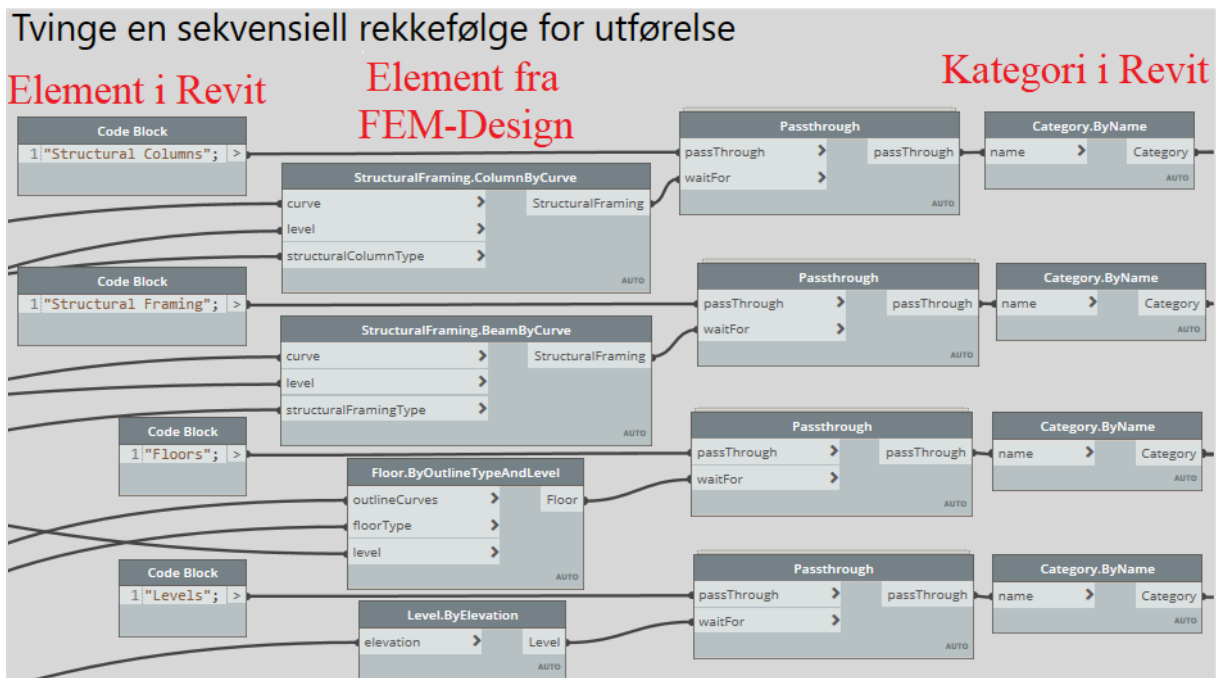 Tvinge en sekvensiell rekkefølge for utførelse
Element i Revit
Element fra
FEM-Design
Kategori i Revit
Code Block
1 "Structural Columns"; >
StructuralFraming.ColumnByCurve
curve > StructuralFraming
level >
structuralColumnType >
AUTO
Passthrough
passThrough > passThrough
waitFor >
AUTO
Category.ByName
name > Category
AUTO
Code Block
1 "Structural Framing"; >
StructuralFraming.BeamByCurve
curve > StructuralFraming
level >
structuralFramingType >
AUTO
Passthrough
passThrough > passThrough
waitFor >
AUTO
Category.ByName
name > Category
AUTO
Code Block
1 "Floors"; >
Floor.ByOutlineTypeAndLevel
outlineCurves > Floor
floorType >
level >
AUTO
Passthrough
passThrough > passThrough
waitFor >
AUTO
Category.ByName
name > Category
AUTO
Code Block
1 "Levels"; >
Level.ByElevation
elevation > Level
AUTO
Passthrough
passThrough > passThrough
waitFor >
AUTO
Category.ByName
name > Category
AUTO